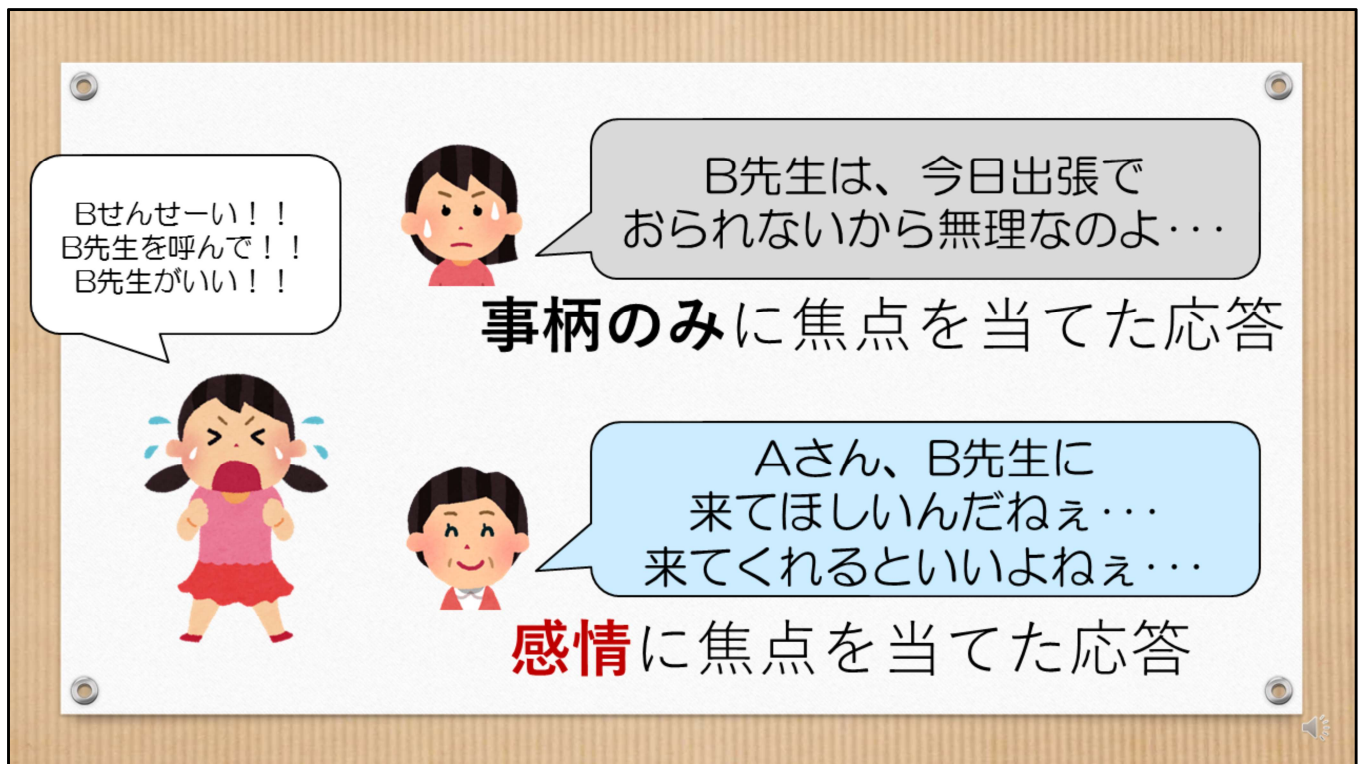 Bせんせーい！！
B先生を呼んで！！
B先生がいい！！
B先生は、今日出張で
おられないから無理なのよ･･･
事柄のみに焦点を当てた応答
Aさん、B先生に
来てほしいんだねぇ･･･
来てくれるといいよねぇ･･･
感情に焦点を当てた応答